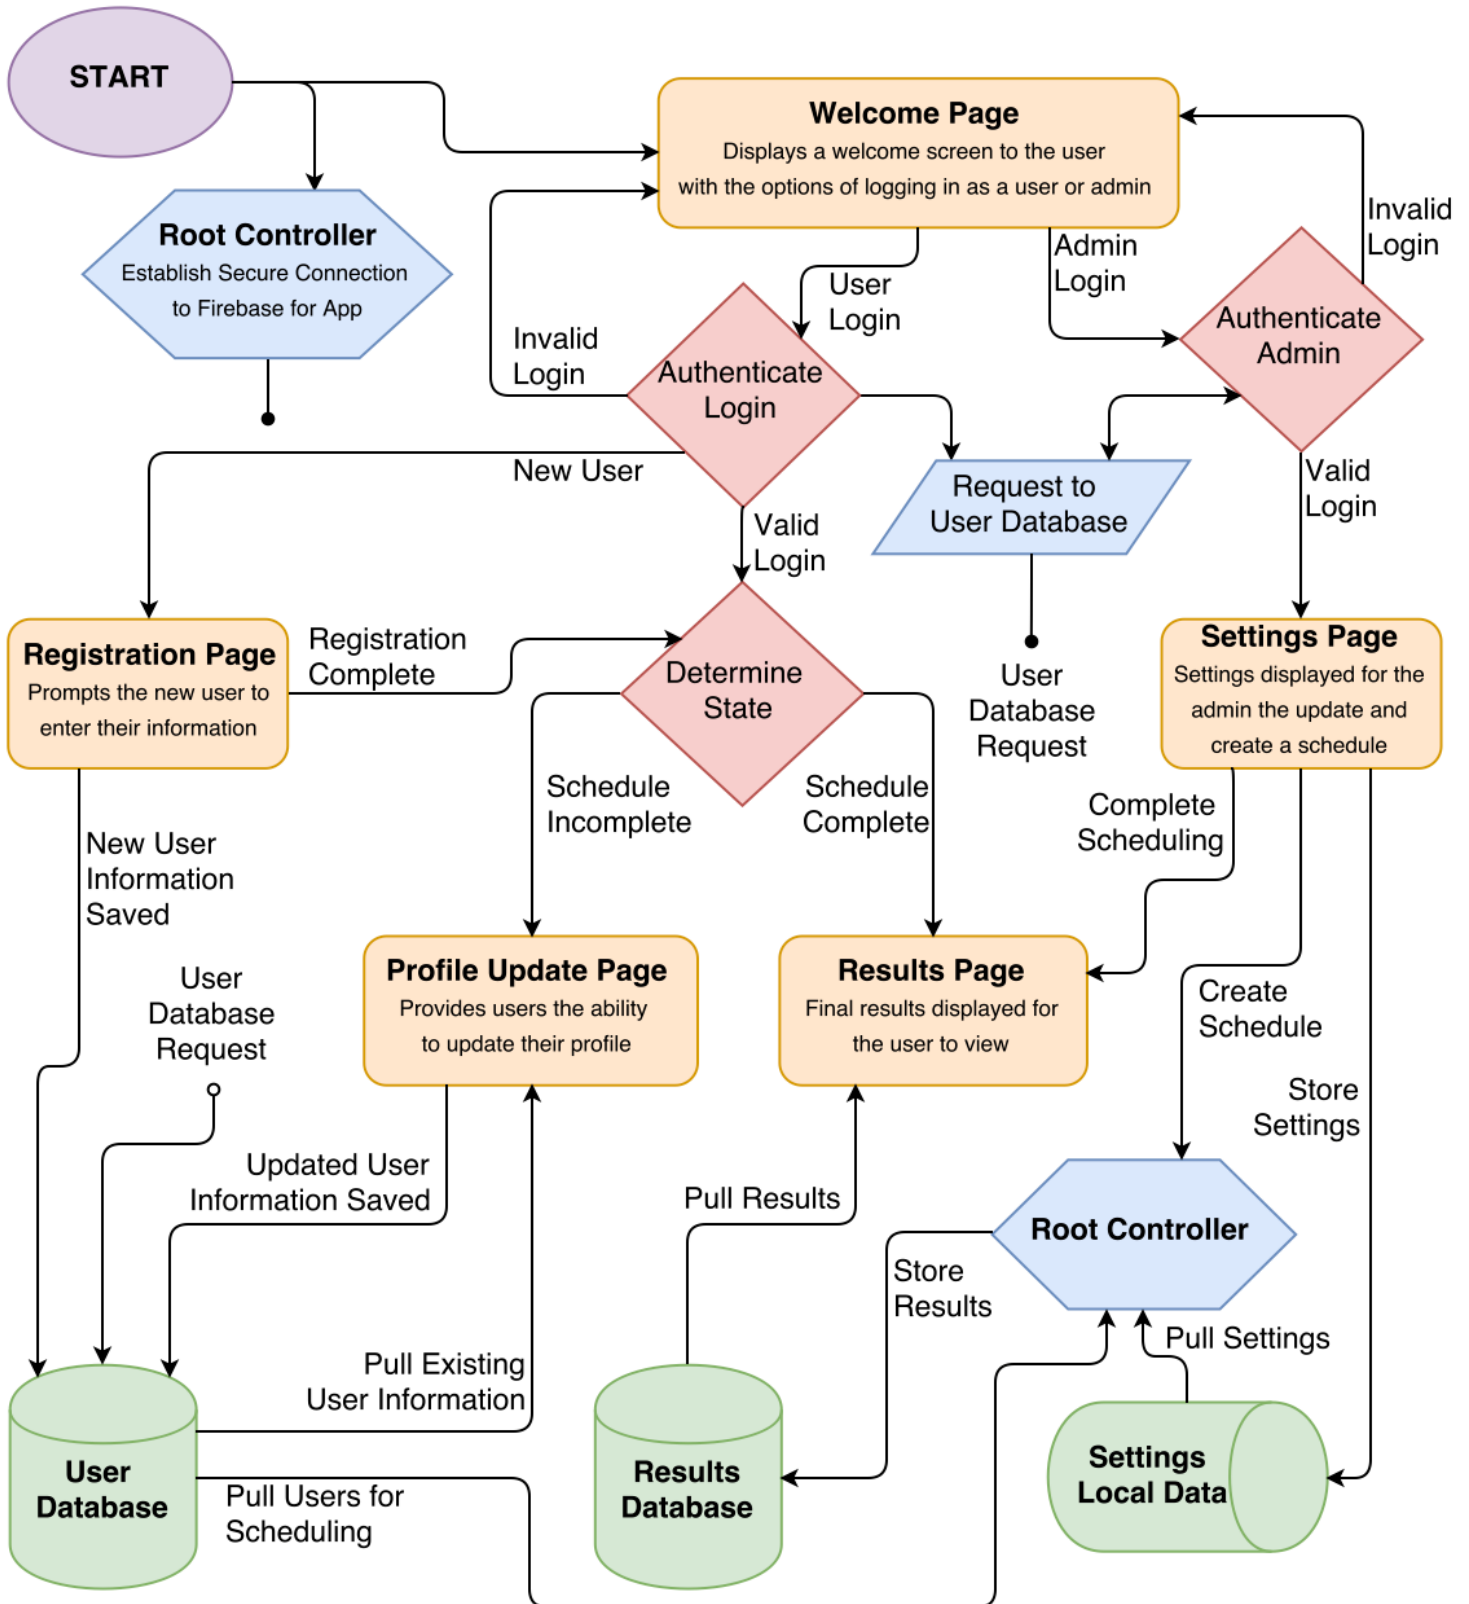 START
Welcome Page
Displays a welcome screen to the user
with the options of logging in as a user or admin
Root Controller
Establish Secure Connection
to Firebase for App
Invalid
Login
User
Login
Admin
Login
Invalid
Login
Authenticate
Login
Authenticate
Admin
New User
Valid
Login
Request to
User Database
Valid
Login
Registration Page
Prompts the new user to
enter their information
Registration
Complete
Determine
State
User
Database
Request
Settings Page
Settings displayed for the
admin the update and
create a schedule
New User
Information
Saved
Schedule
Incomplete
Schedule
Complete
Complete
Scheduling
User
Database
Request
Profile Update Page
Provides users the ability
to update their profile
Results Page
Final results displayed for
the user to view
Create
Schedule
Store
Settings
Updated User
Information Saved
Pull Results
Root Controller
Store
Results
Pull Settings
Pull Existing
User Information
User
Database
Pull Users for
Scheduling
Results
Database
Settings
Local Data